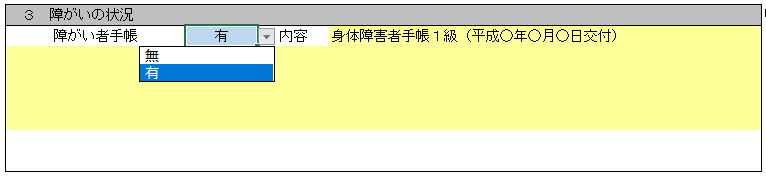 ３　障がいの状況
障がい者手帳　有　内容　身体障害者手帳１級（平成〇年〇月〇日交付）
無
有